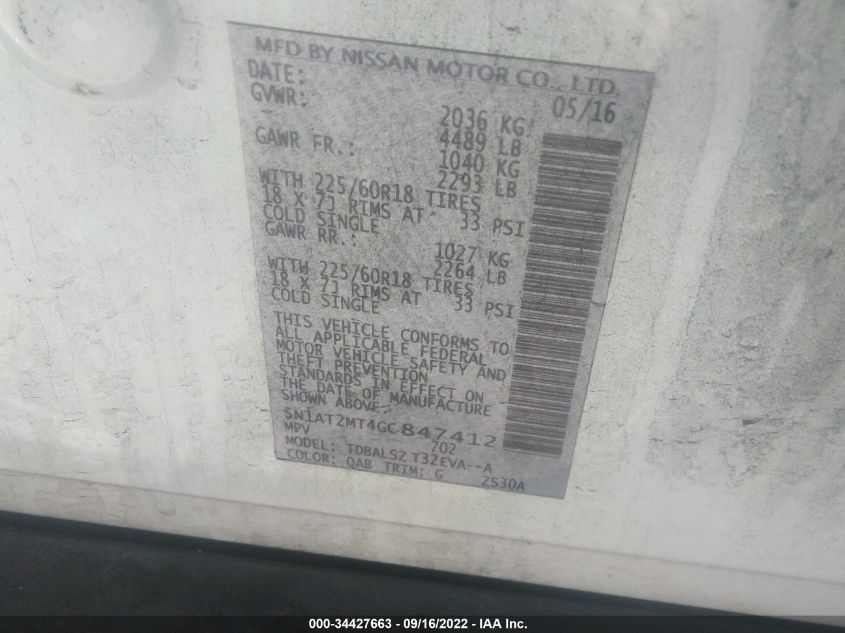 MFD BY NISSAN MOTOR CO., LTD.
DATE: 05/16
GVWR: 2036 KG
4489 LB
GAWR FR.: 1040 KG
2293 LB
WITH 225/60R18 TIRES
18 X 7J RIMS AT 33 PSI
COLD SINGLE
GAWR RR.: 1027 KG
2264 LB
WITH 225/60R18 TIRES
18 X 7J RIMS AT 33 PSI
COLD SINGLE
THIS VEHICLE CONFORMS TO
ALL APPLICABLE FEDERAL
MOTOR VEHICLE SAFETY AND
THEFT PREVENTION
STANDARDS IN EFFECT ON
THE DATE OF MANUFACTURE
SHOWN ABOVE.
5N1AT2MT4GC847412
MPV 702
MODEL: TDBALS2 T32EVA--A
COLOR: QAB TRIM: G ZS30A
000-34427663 - 09/16/2022 - IAA Inc.